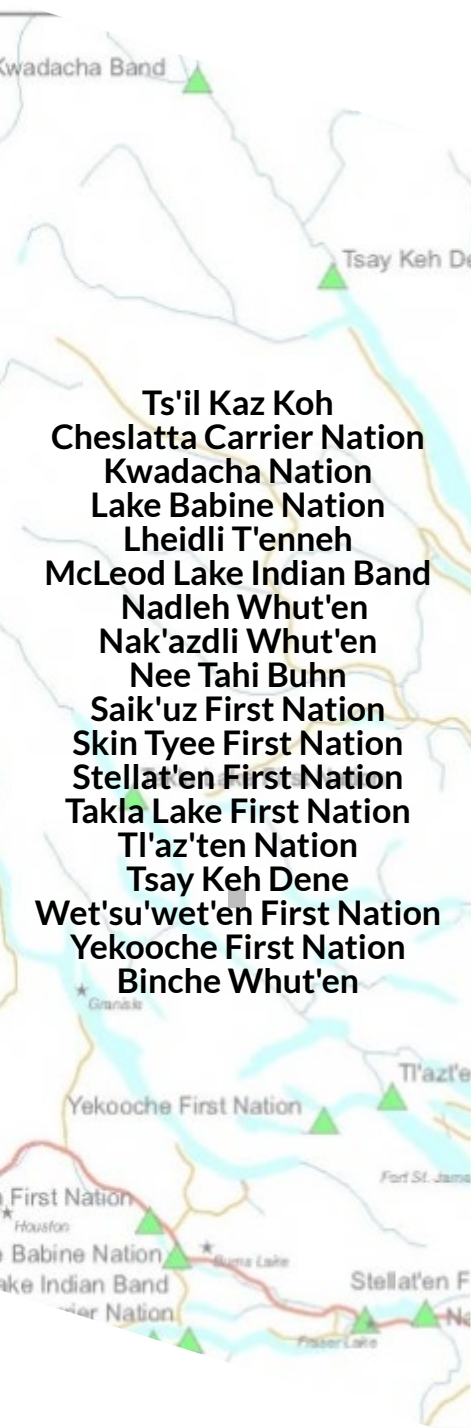 Kwadacha Band
Tsay Keh De
Ts'il Kaz Koh
Cheslatta Carrier Nation
Kwadacha Nation
Lake Babine Nation
Lheidli T'enneh
McLeod Lake Indian Band
Nadleh Whut'en
Nak'azdli Whut'en
Nee Tahi Buhn
Saik'uz First Nation
Skin Tyee First Nation
Stellat'en First Nation
Takla Lake First Nation
Tl'az'ten Nation
Tsay Keh Dene
Wet'su'wet'en First Nation
Yekooche First Nation
Binche Whut'en
Granisle
Tl'azt'e
Yekooche First Nation
Fort St. Jame
First Nation
Houston
Babine Nation
Burns Lake
ake Indian Band
Stellat'en F
rier Nation
Na
Fraser Lake